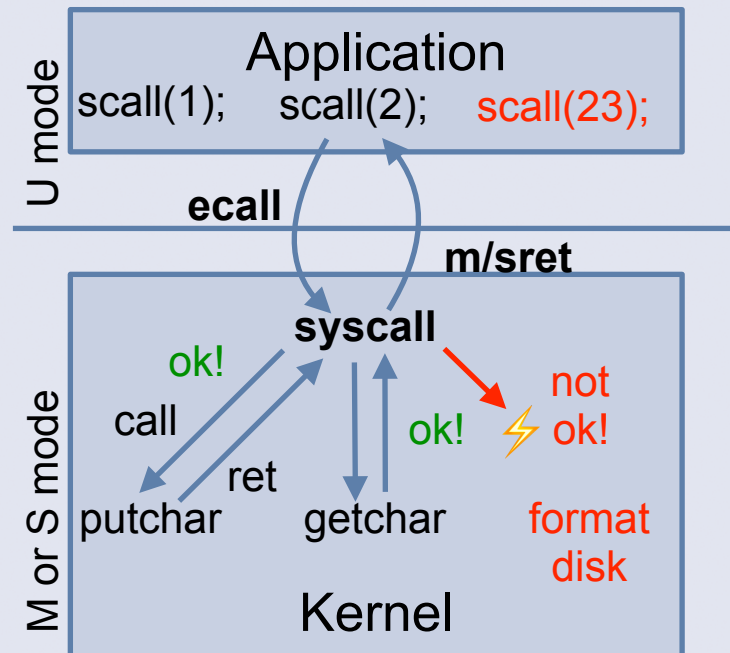 Application
scall(1); scall(2); scall(23);
U mode
ecall
m/sret
syscall
ok!
not
call
ok!
ok!
ret
putchar getchar format
disk
M or S mode
Kernel